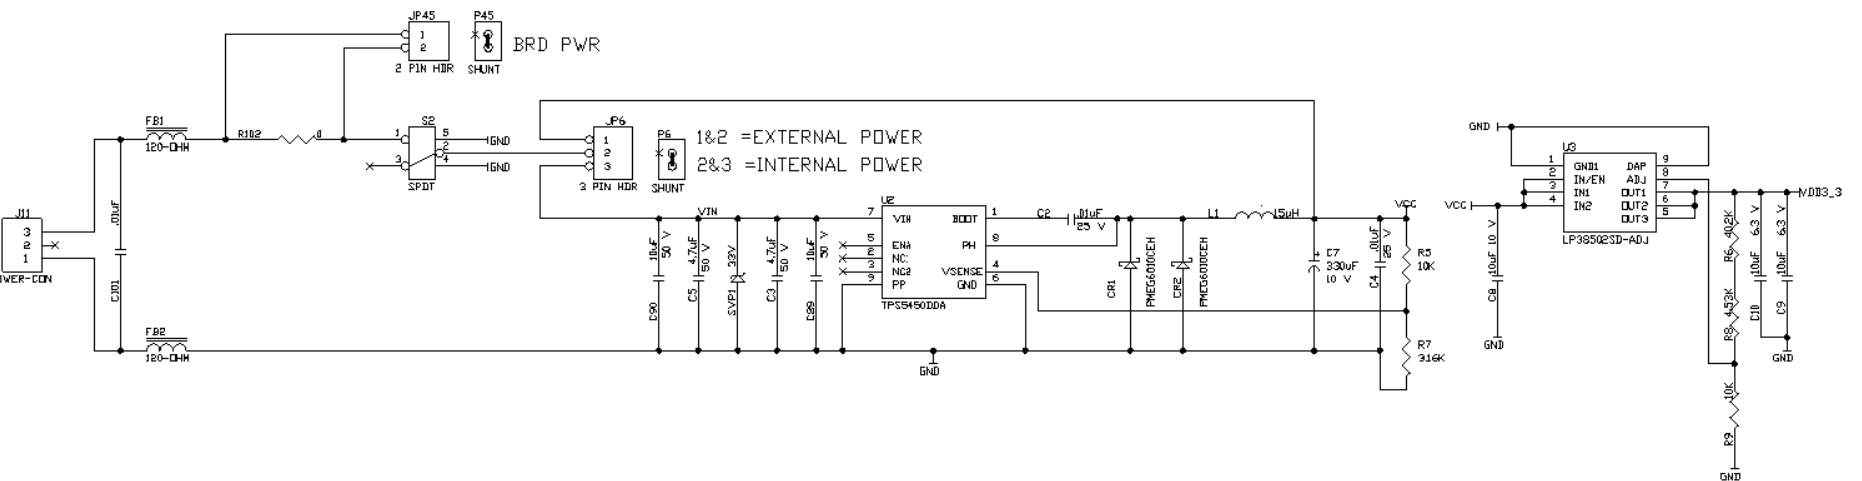 JP45
P45
1
2
BRD PWR
2 PIN HDR
SHUNT
FB1
120-OHM
R102
0
S2
1
5
GND
2
3
4
GND
SPDT
JP6
1
2
3
3 PIN HDR
P6
SHUNT
1&2 =EXTERNAL POWER
2&3 =INTERNAL POWER
J11
3
2
1
WER-CON
.01uF
C101
FB2
120-OHM
VIN
10uF
50 V
C90
4.7uF
50 V
C5
33V
SVP1
4.7uF
50 V
C3
10uF
50 V
C89
U2
7
VIN
BOOT
1
5
ENA
PH
8
2
NC1
3
NC2
VSENSE
4
9
PP
GND
6
TPS5450DDA
C2
.01uF
25 V
CR1
PMEG6010CEH
CR2
PMEG6010CEH
L1
15uH
C7
330uF
10 V
.01uF
25 V
C4
VCC
R5
10K
R7
3.16K
GND
GND
U3
1
GND1
DAP
9
2
IN/EN
ADJ
8
3
IN1
OUT1
7
4
IN2
OUT2
6
OUT3
5
LP38502SD-ADJ
VCC
10uF 10 V
C8
GND
VDD3_3
R6 40.2K
R8 4.53K
10uF 6.3 V
C10
10uF 6.3 V
C9
GND
10K
R9
GND